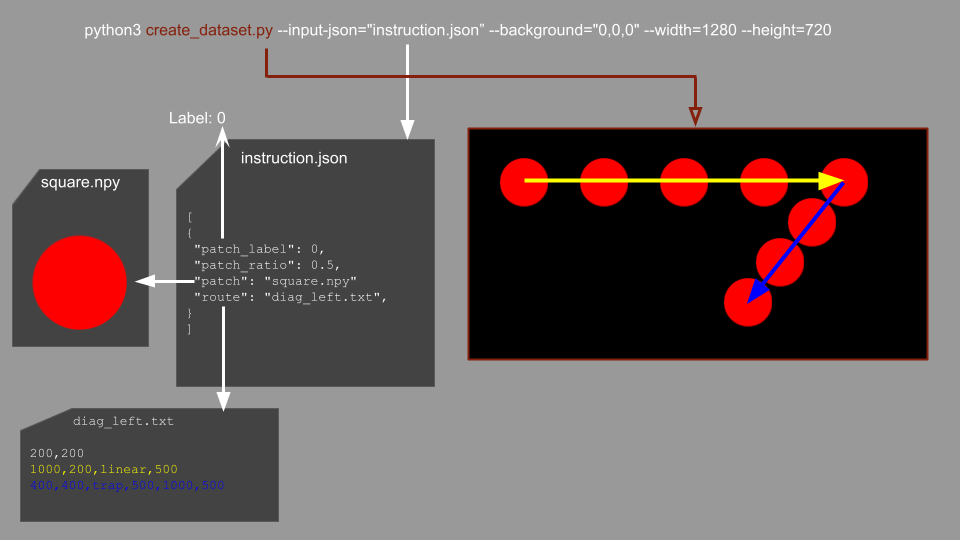 python3 create_dataset.py --input-json="instruction.json” --background="0,0,0" --width=1280 --height=720
Label: 0
instruction.json
[
{
"patch_label": 0,
"patch_ratio": 0.5,
"patch": "square.npy"
"route": "diag_left.txt",
}
]
square.npy
diag_left.txt
200,200
1000,200,linear,500
400,400,trap,500,1000,500